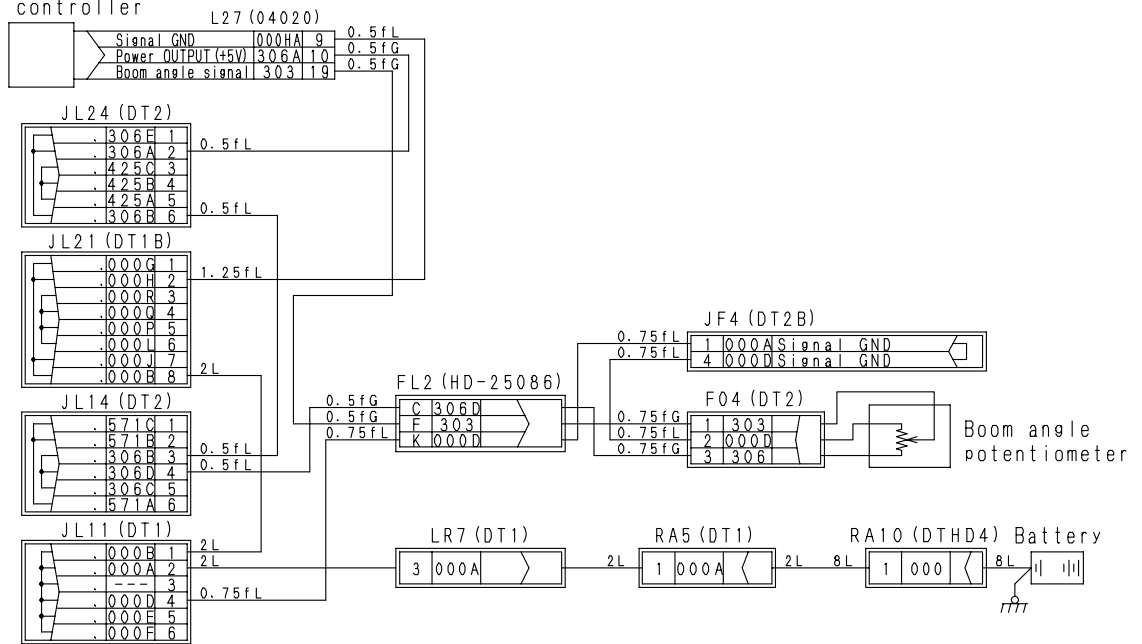 controller
L27(04020)
Signal GND 000HA 9 0.5fL
Power OUTPUT(+5V) 306A 10 0.5fG
Boom angle signal 303 19 0.5fG
JL24(DT2)
. 306E 1
. 306A 2 0.5fL
. 425C 3
. 425B 4
. 425A 5
. 306B 6 0.5fL
JL21(DT1B)
. 000G 1
. 000H 2 1.25fL
. 000R 3
. 000Q 4
. 000P 5
. 000L 6
. 000J 7
. 000B 8 2L
JL14(DT2)
. 571C 1
. 571B 2
. 306B 3 0.5fL
. 306D 4 0.5fL
. 306C 5
. 571A 6
JL11(DT1)
. 000B 1 2L
. 000A 2 2L
. --- 3
. 000D 4 0.75fL
. 000E 5
. 000F 6
FL2(HD-25086)
0.5fG C 306D
0.5fG F 303
0.75fL K 000D
JF4(DT2B)
0.75fL 1 000A Signal GND
0.75fL 4 000D Signal GND
F04(DT2)
0.75fG 1 303
0.75fL 2 000D
0.75fG 3 306
Boom angle
potentiometer
LR7(DT1)
3 000A
RA5(DT1)
2L 1 000A 2L
RA10(DTHD4)
8L 1 000 8L
Battery